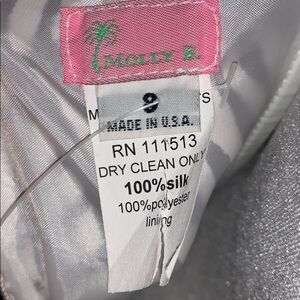 MOLLY B.
8
MADE IN U.S.A.
RN 111513
DRY CLEAN ONLY
100%silk
100%polyester
lining